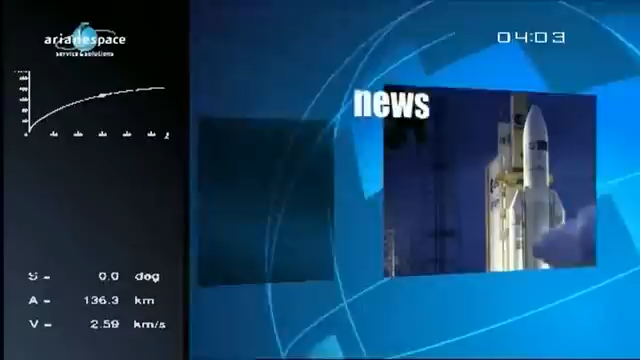 arianespace
service & solutions
04:03
news
S = 0.0 deg
A = 136.3 km
V = 2.59 km/s